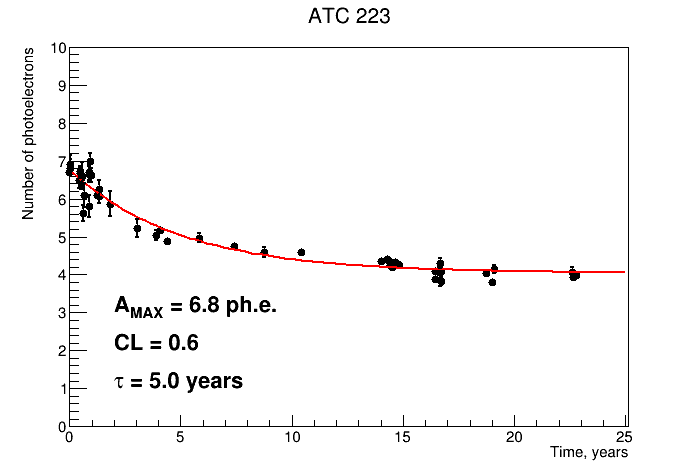 ATC 223
Number of photoelectrons
10
9
8
7
6
5
4
3
2
1
0
A_MAX = 6.8 ph.e.
CL = 0.6
τ = 5.0 years
0 5 10 15 20 25
Time, years